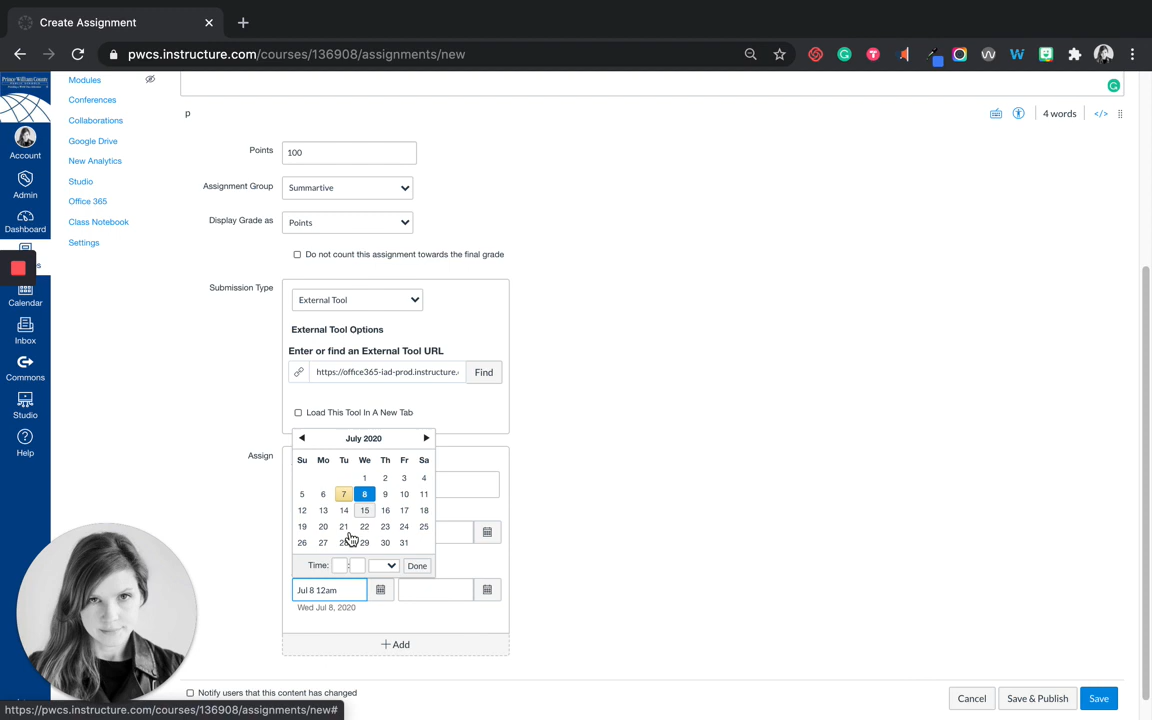 Create Assignment
pwcs.instructure.com/courses/136908/assignments/new
Prince William County
Account
Admin
Dashboard
Calendar
Inbox
Commons
Studio
Help
Modules
Conferences
Collaborations
Google Drive
New Analytics
Studio
Office 365
Class Notebook
Settings
p
4 words
</>
Points
100
Assignment Group
Summartive
Display Grade as
Points
Do not count this assignment towards the final grade
Submission Type
External Tool
External Tool Options
Enter or find an External Tool URL
https://office365-iad-prod.instructure.
Find
Load This Tool In A New Tab
Assign
July 2020
Su Mo Tu We Th Fr Sa
1 2 3 4
5 6 7 8 9 10 11
12 13 14 15 16 17 18
19 20 21 22 23 24 25
26 27 28 29 30 31
Time: : Done
Jul 8 12am
Wed Jul 8, 2020
+ Add
Notify users that this content has changed
Cancel
Save & Publish
Save
https://pwcs.instructure.com/courses/136908/assignments/new#